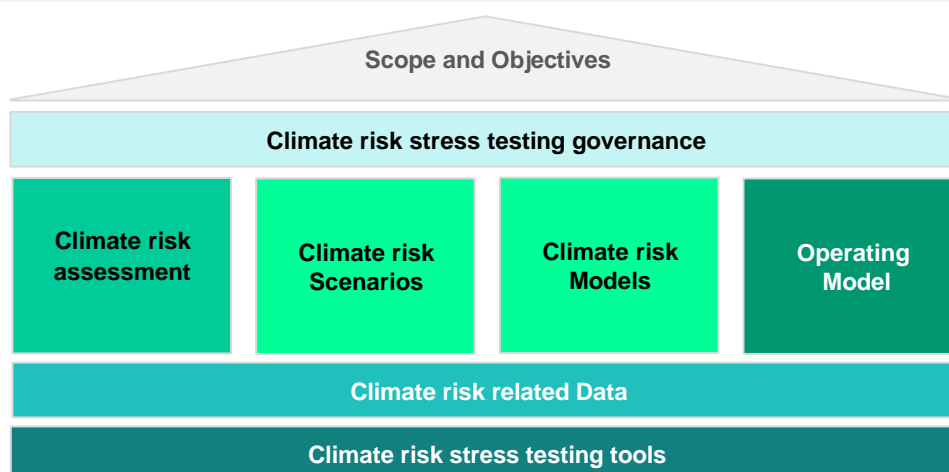 Scope and Objectives
Climate risk stress testing governance
Climate risk
assessment
Climate risk
Scenarios
Climate risk
Models
Operating
Model
Climate risk related Data
Climate risk stress testing tools